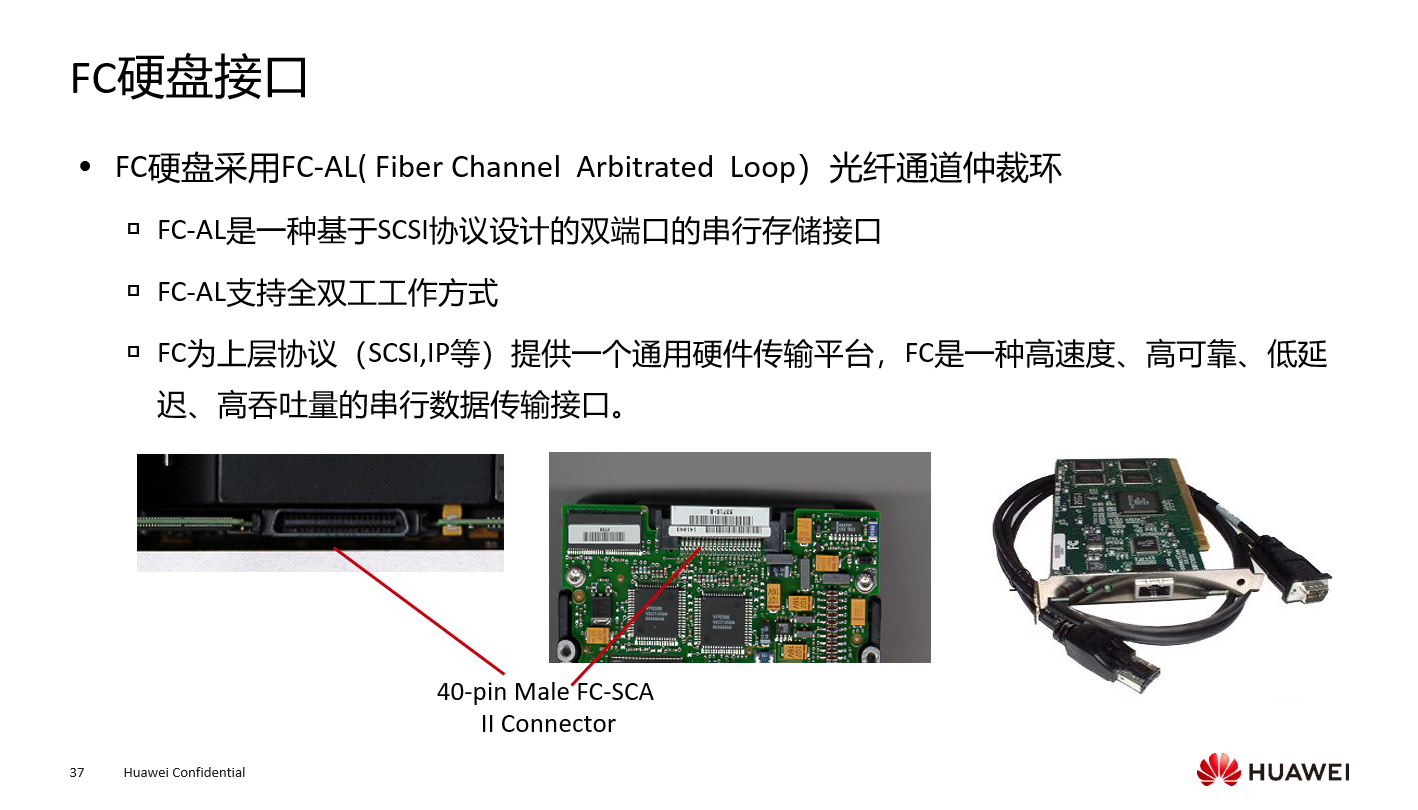 FC硬盘接口
• FC硬盘采用FC-AL( Fiber Channel Arbitrated Loop）光纤通道仲裁环
FC-AL是一种基于SCSI协议设计的双端口的串行存储接口
FC-AL支持全双工工作方式
FC为上层协议（SCSI,IP等）提供一个通用硬件传输平台，FC是一种高速度、高可靠、低延
迟、高吞吐量的串行数据传输接口。
FC
40-pin Male FC-SCA
II Connector
37 Huawei Confidential
HUAWEI